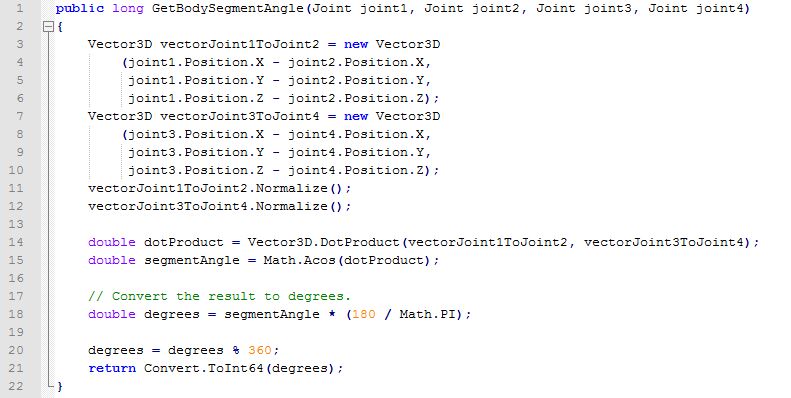 1 public long GetBodySegmentAngle(Joint joint1, Joint joint2, Joint joint3, Joint joint4)
2 {
3 Vector3D vectorJoint1ToJoint2 = new Vector3D
4 (joint1.Position.X - joint2.Position.X,
5 joint1.Position.Y - joint2.Position.Y,
6 joint1.Position.Z - joint2.Position.Z);
7 Vector3D vectorJoint3ToJoint4 = new Vector3D
8 (joint3.Position.X - joint4.Position.X,
9 joint3.Position.Y - joint4.Position.Y,
10 joint3.Position.Z - joint4.Position.Z);
11 vectorJoint1ToJoint2.Normalize();
12 vectorJoint3ToJoint4.Normalize();
13
14 double dotProduct = Vector3D.DotProduct(vectorJoint1ToJoint2, vectorJoint3ToJoint4);
15 double segmentAngle = Math.Acos(dotProduct);
16
17 // Convert the result to degrees.
18 double degrees = segmentAngle * (180 / Math.PI);
19
20 degrees = degrees % 360;
21 return Convert.ToInt64(degrees);
22 }